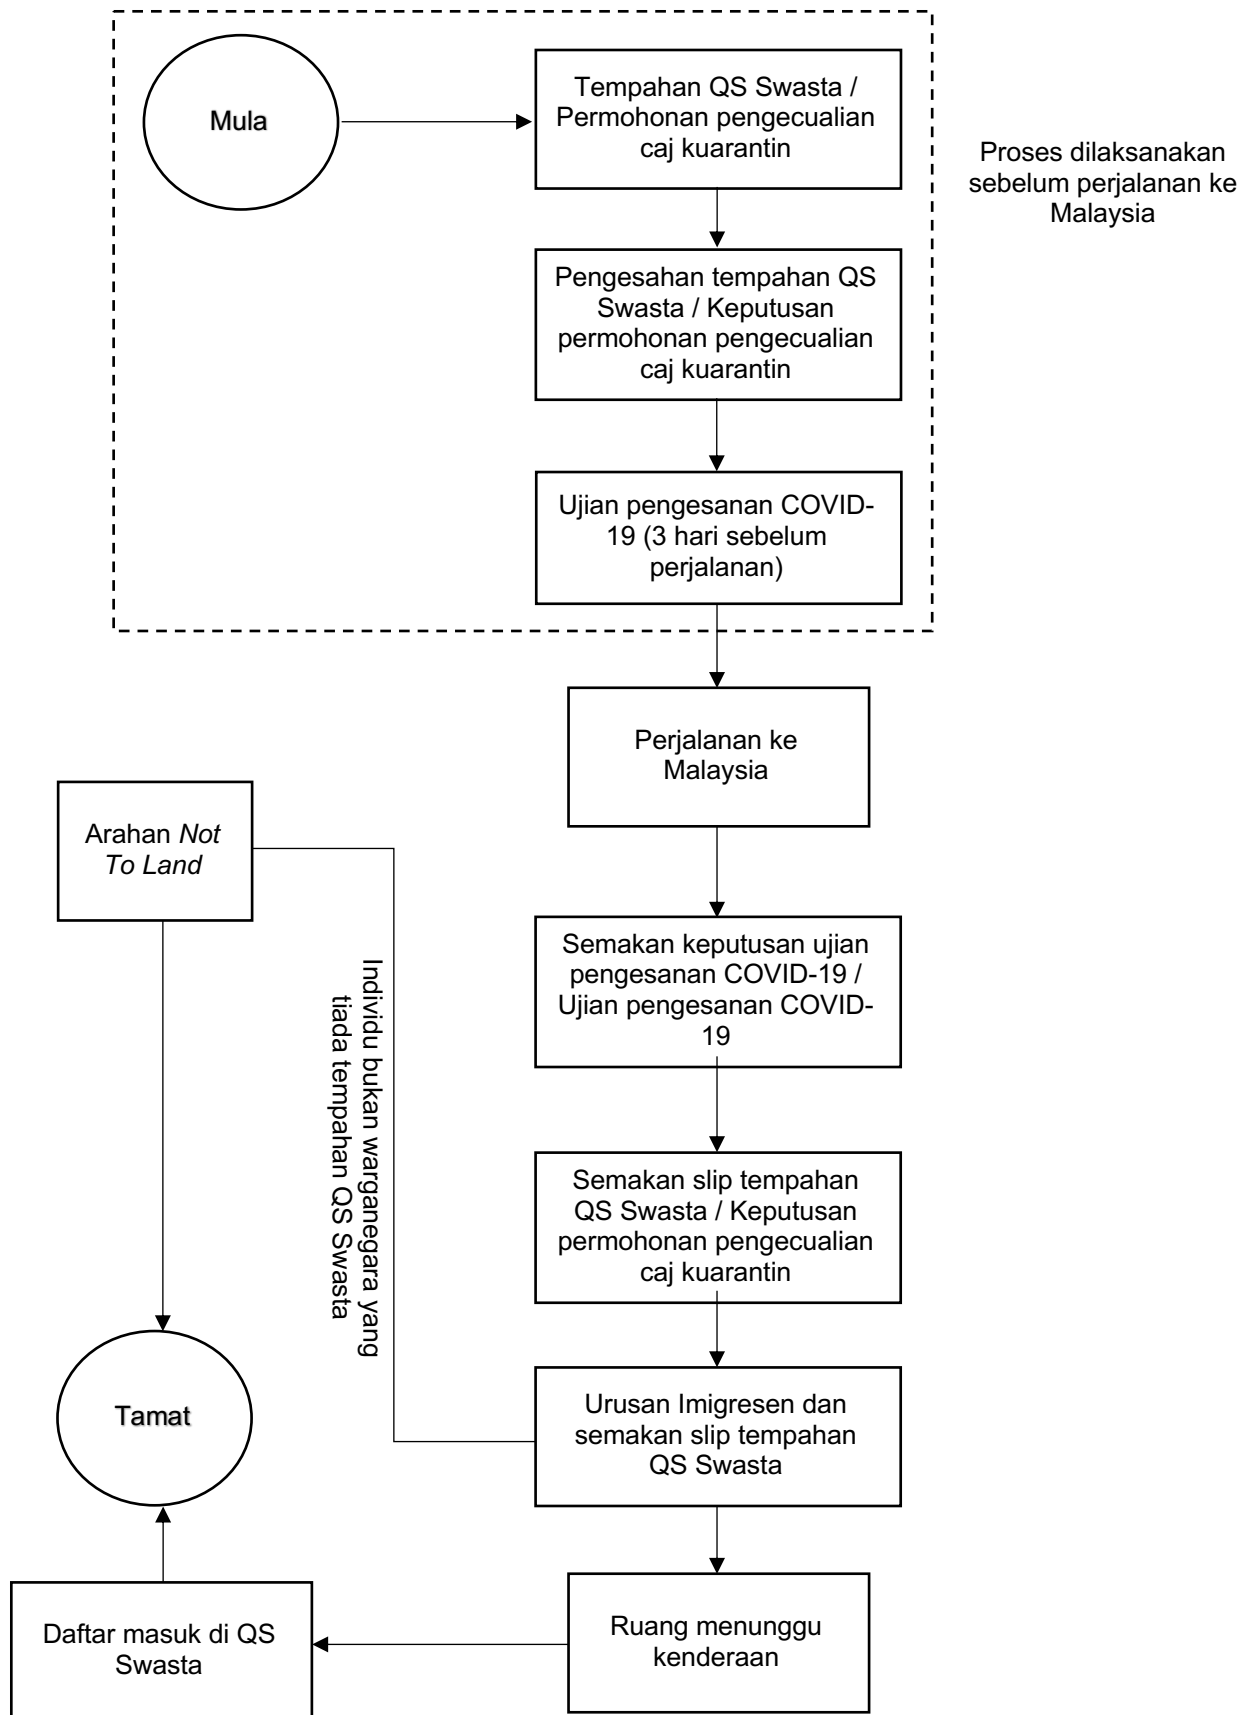 Mula
Tempahan QS Swasta /
Permohonan pengecualian
caj kuarantin
Proses dilaksanakan
sebelum perjalanan ke
Malaysia
Pengesahan tempahan QS
Swasta / Keputusan
permohonan pengecualian
caj kuarantin
Ujian pengesanan COVID-
19 (3 hari sebelum
perjalanan)
Perjalanan ke
Malaysia
Arahan Not
To Land
Semakan keputusan ujian
pengesanan COVID-19 /
Ujian pengesanan COVID-
19
Individu bukan warganegara yang
tiada tempahan QS Swasta
Semakan slip tempahan
QS Swasta / Keputusan
permohonan pengecualian
caj kuarantin
Tamat
Urusan Imigresen dan
semakan slip tempahan
QS Swasta
Daftar masuk di QS
Swasta
Ruang menunggu
kenderaan